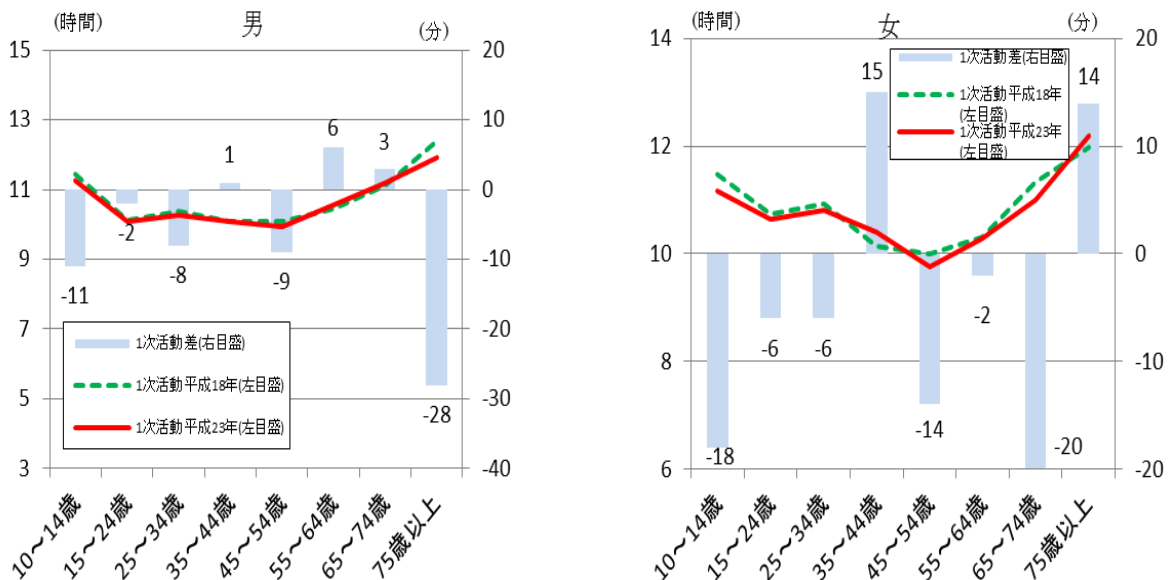 (時間)
男
(分)
15
13
11
9
7
5
3
20
10
0
-10
-20
-30
-40
-11
-2
-8
1
-9
6
3
-28
1次活動差(右目盛)
1次活動平成18年(左目盛)
1次活動平成23年(左目盛)
10～14歳
15～24歳
25～34歳
35～44歳
45～54歳
55～64歳
65～74歳
75歳以上
(時間)
女
(分)
14
12
10
8
6
20
10
0
-10
-20
1次活動差(右目盛)
1次活動平成18年
(左目盛)
1次活動平成23年
(左目盛)
-18
-6
-6
15
-14
-2
-20
14
10～14歳
15～24歳
25～34歳
35～44歳
45～54歳
55～64歳
65～74歳
75歳以上